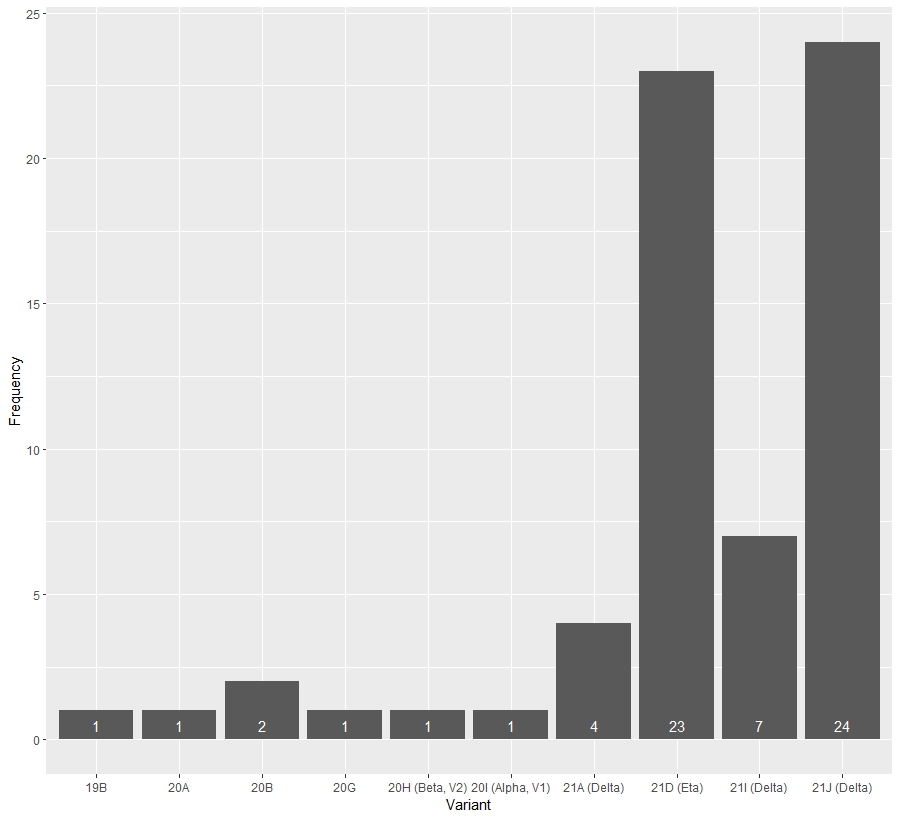 25
20
15
10
5
0
Frequency
1 1 2 1 1 1 4 23 7 24
19B 20A 20B 20G 20H (Beta, V2) 20I (Alpha, V1) 21A (Delta) 21D (Eta) 21I (Delta) 21J (Delta)
Variant